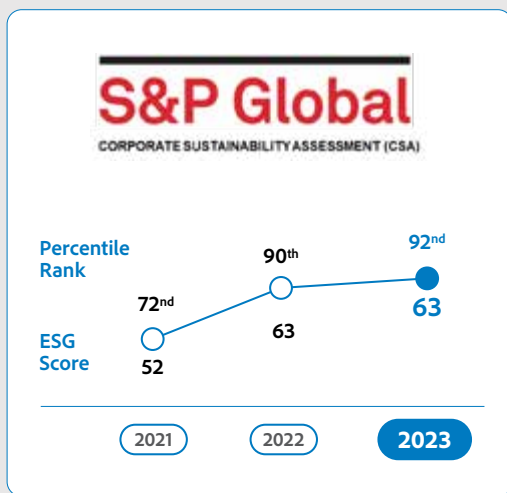 S&P Global
CORPORATE SUSTAINABILITY ASSESSMENT (CSA)
Percentile
Rank
72nd
90th
92nd
ESG
Score
52
63
63
2021
2022
2023